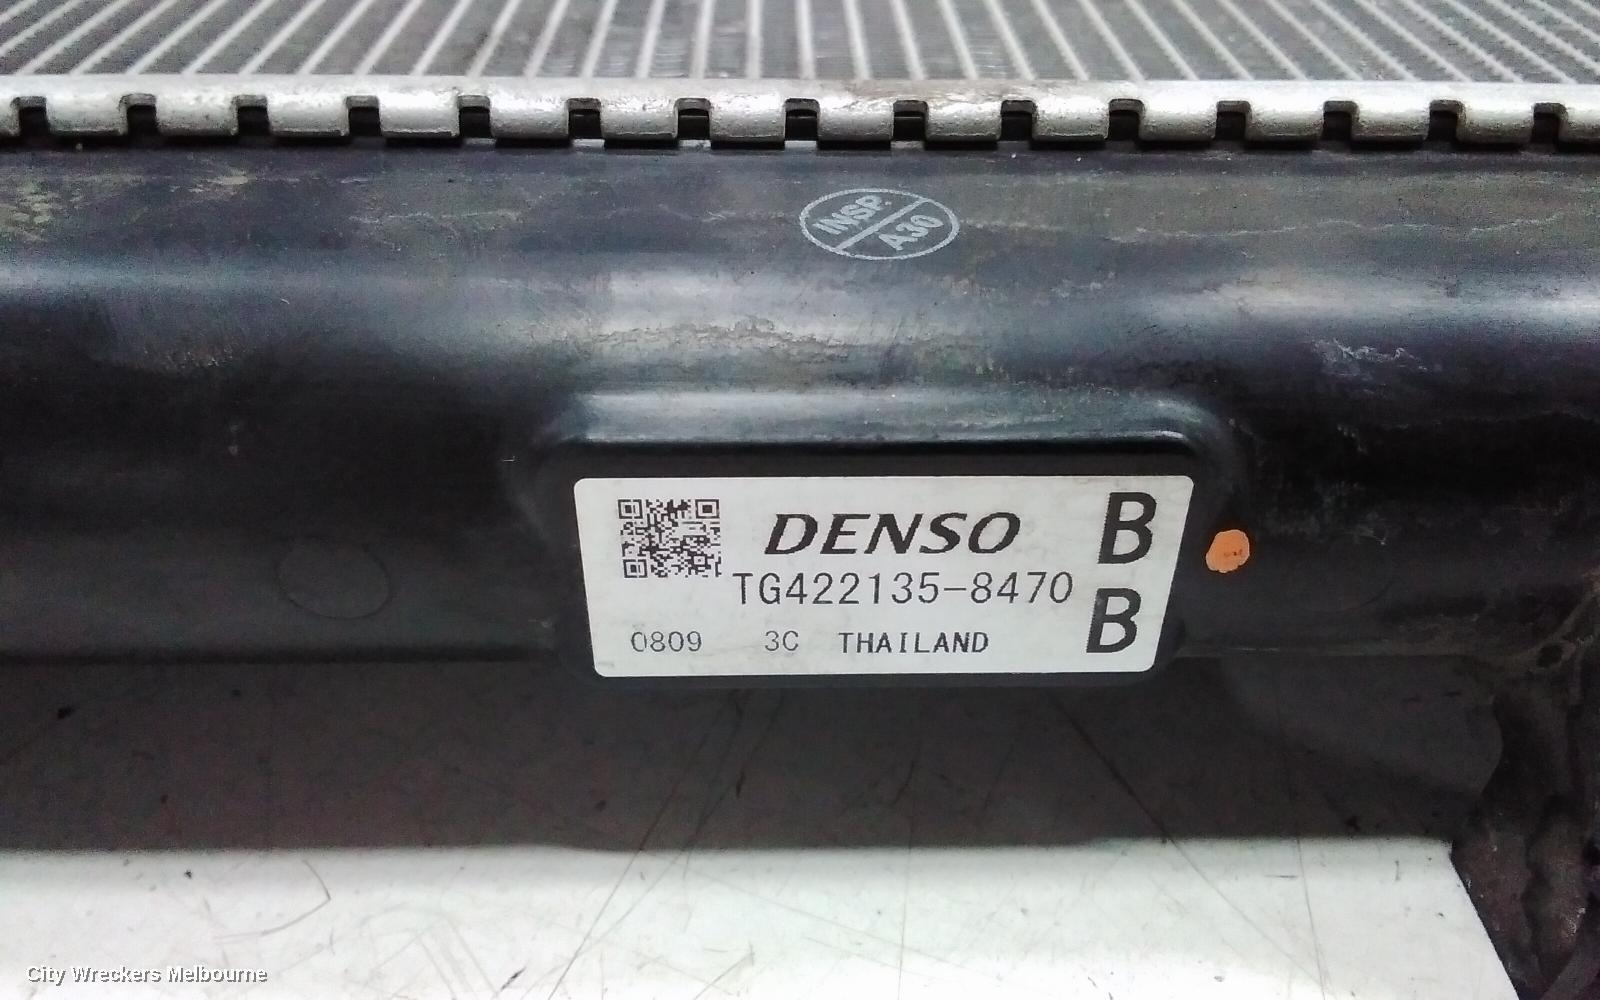 INSP.
A30
DENSO
B
TG422135-8470
B
0809 3C THAILAND
City Wreckers Melbourne